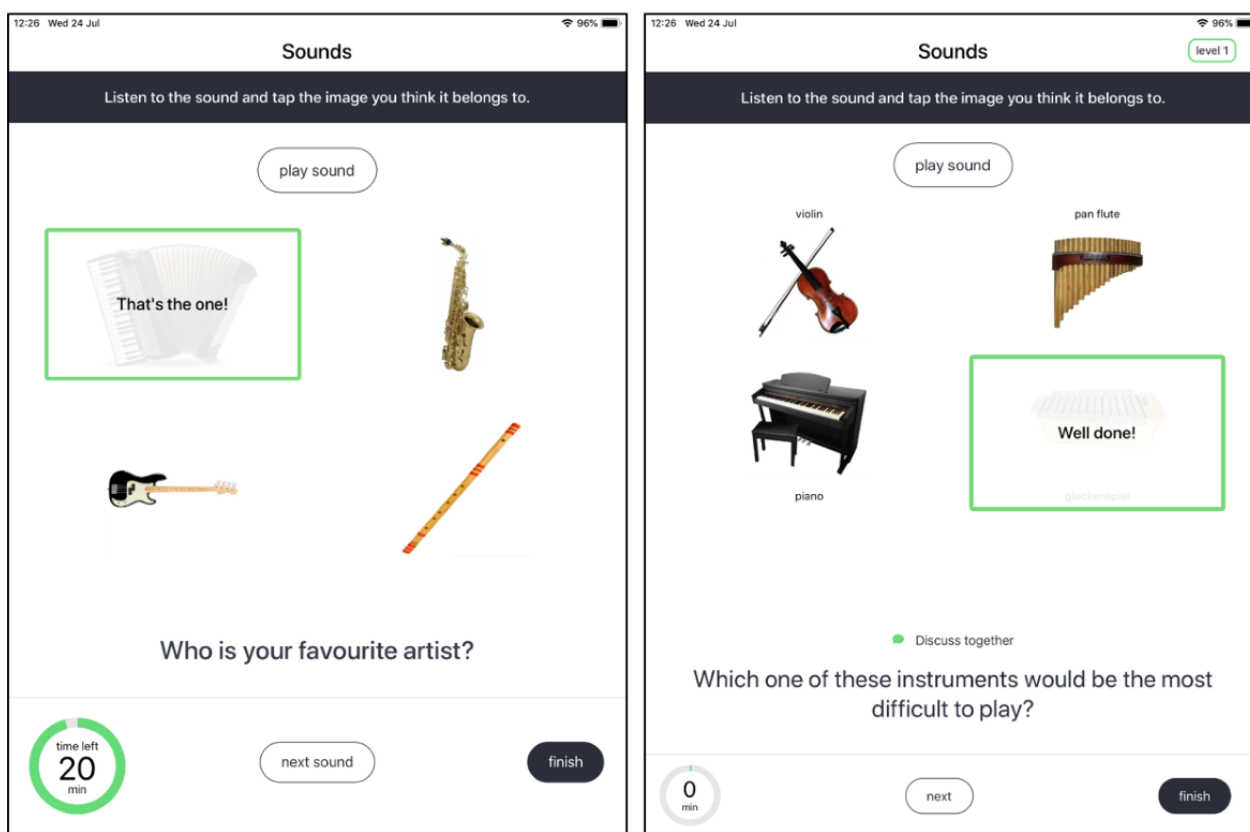 12:26 Wed 24 Jul
96%
Sounds
Listen to the sound and tap the image you think it belongs to.
play sound
That's the one!
Who is your favourite artist?
time left
20
min
next sound
finish
12:26 Wed 24 Jul
96%
Sounds
level 1
Listen to the sound and tap the image you think it belongs to.
play sound
violin
pan flute
Well done!
piano
glockenspiel
Discuss together
Which one of these instruments would be the most
difficult to play?
0
min
next
finish